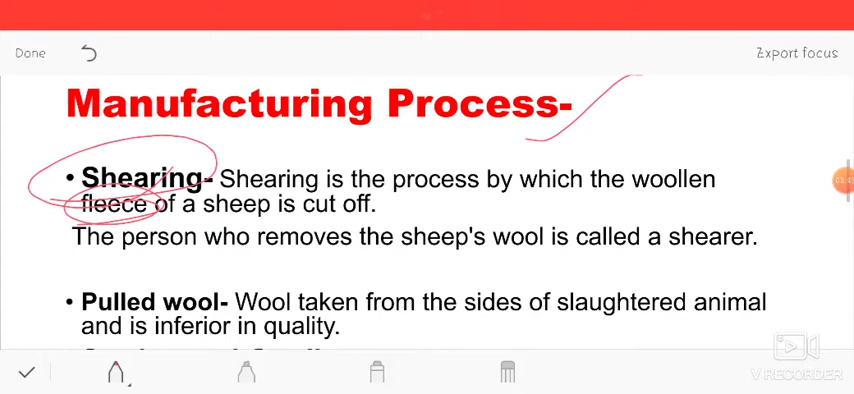 Done
Export focus
Manufacturing Process-
• Shearing- Shearing is the process by which the woollen
fleece of a sheep is cut off.
The person who removes the sheep's wool is called a shearer.
• Pulled wool- Wool taken from the sides of slaughtered animal
and is inferior in quality.
V RECORDER